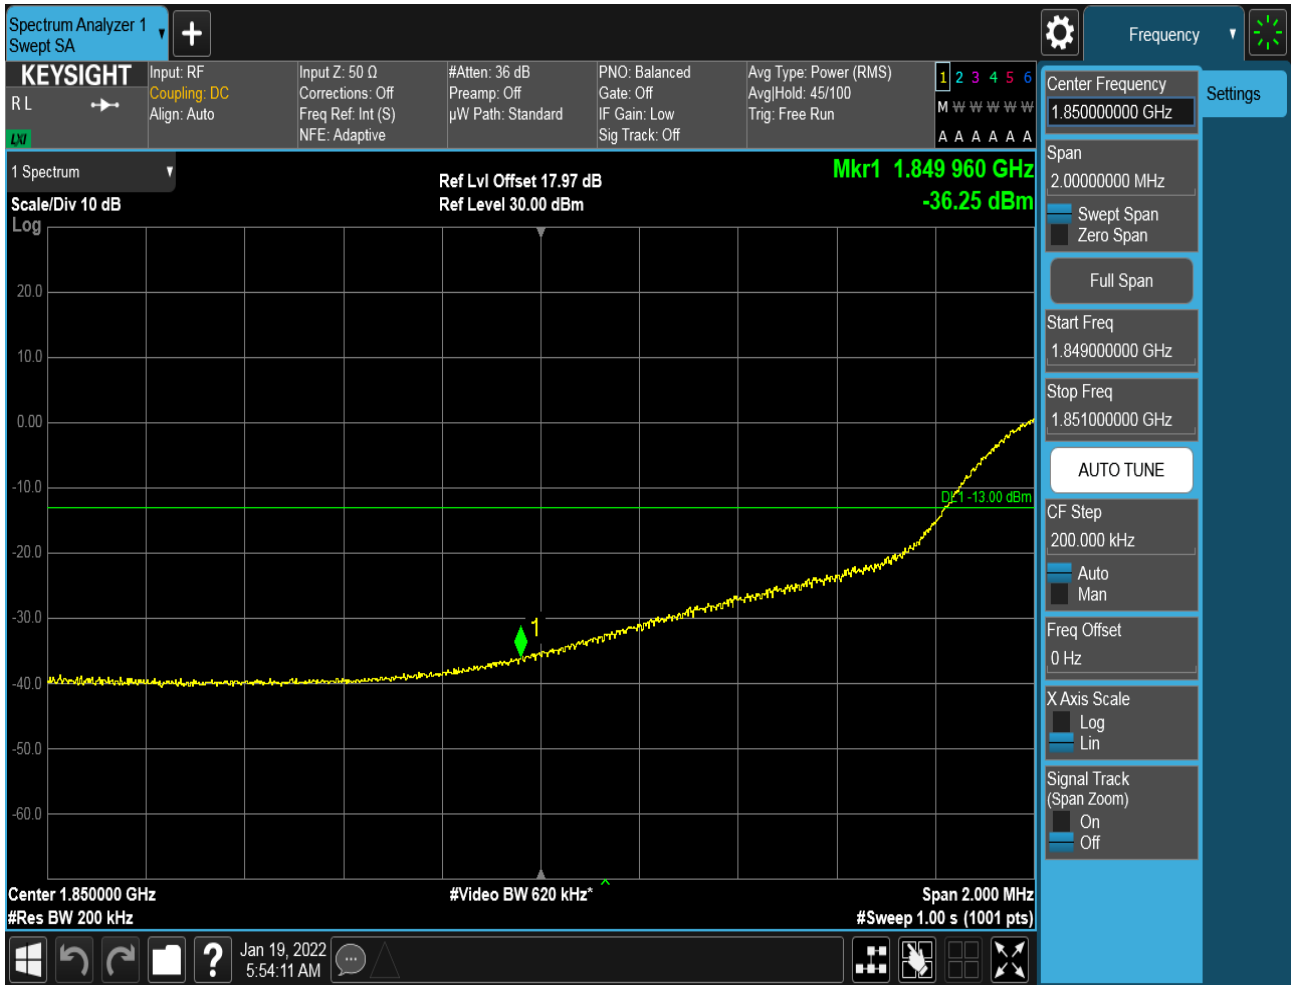 Spectrum Analyzer 1
Swept SA
Frequency
KEYSIGHT
R L
LXI
Input: RF
Coupling: DC
Align: Auto
Input Z: 50 Ω
Corrections: Off
Freq Ref: Int (S)
NFE: Adaptive
#Atten: 36 dB
Preamp: Off
µW Path: Standard
PNO: Balanced
Gate: Off
IF Gain: Low
Sig Track: Off
Avg Type: Power (RMS)
Avg|Hold: 45/100
Trig: Free Run
1 2 3 4 5 6
M W W W W W
A A A A A A
Center Frequency
1.850000000 GHz
Settings
1 Spectrum
Scale/Div 10 dB
Log
Ref Lvl Offset 17.97 dB
Ref Level 30.00 dBm
Mkr1 1.849 960 GHz
-36.25 dBm
20.0
10.0
0.00
-10.0
-20.0
-30.0
-40.0
-50.0
-60.0
DL1 -13.00 dBm
1
Center 1.850000 GHz
#Res BW 200 kHz
#Video BW 620 kHz*
Span 2.000 MHz
#Sweep 1.00 s (1001 pts)
Span
2.00000000 MHz
Swept Span
Zero Span
Full Span
Start Freq
1.849000000 GHz
Stop Freq
1.851000000 GHz
AUTO TUNE
CF Step
200.000 kHz
Auto
Man
Freq Offset
0 Hz
X Axis Scale
Log
Lin
Signal Track
(Span Zoom)
On
Off
?
Jan 19, 2022
5:54:11 AM